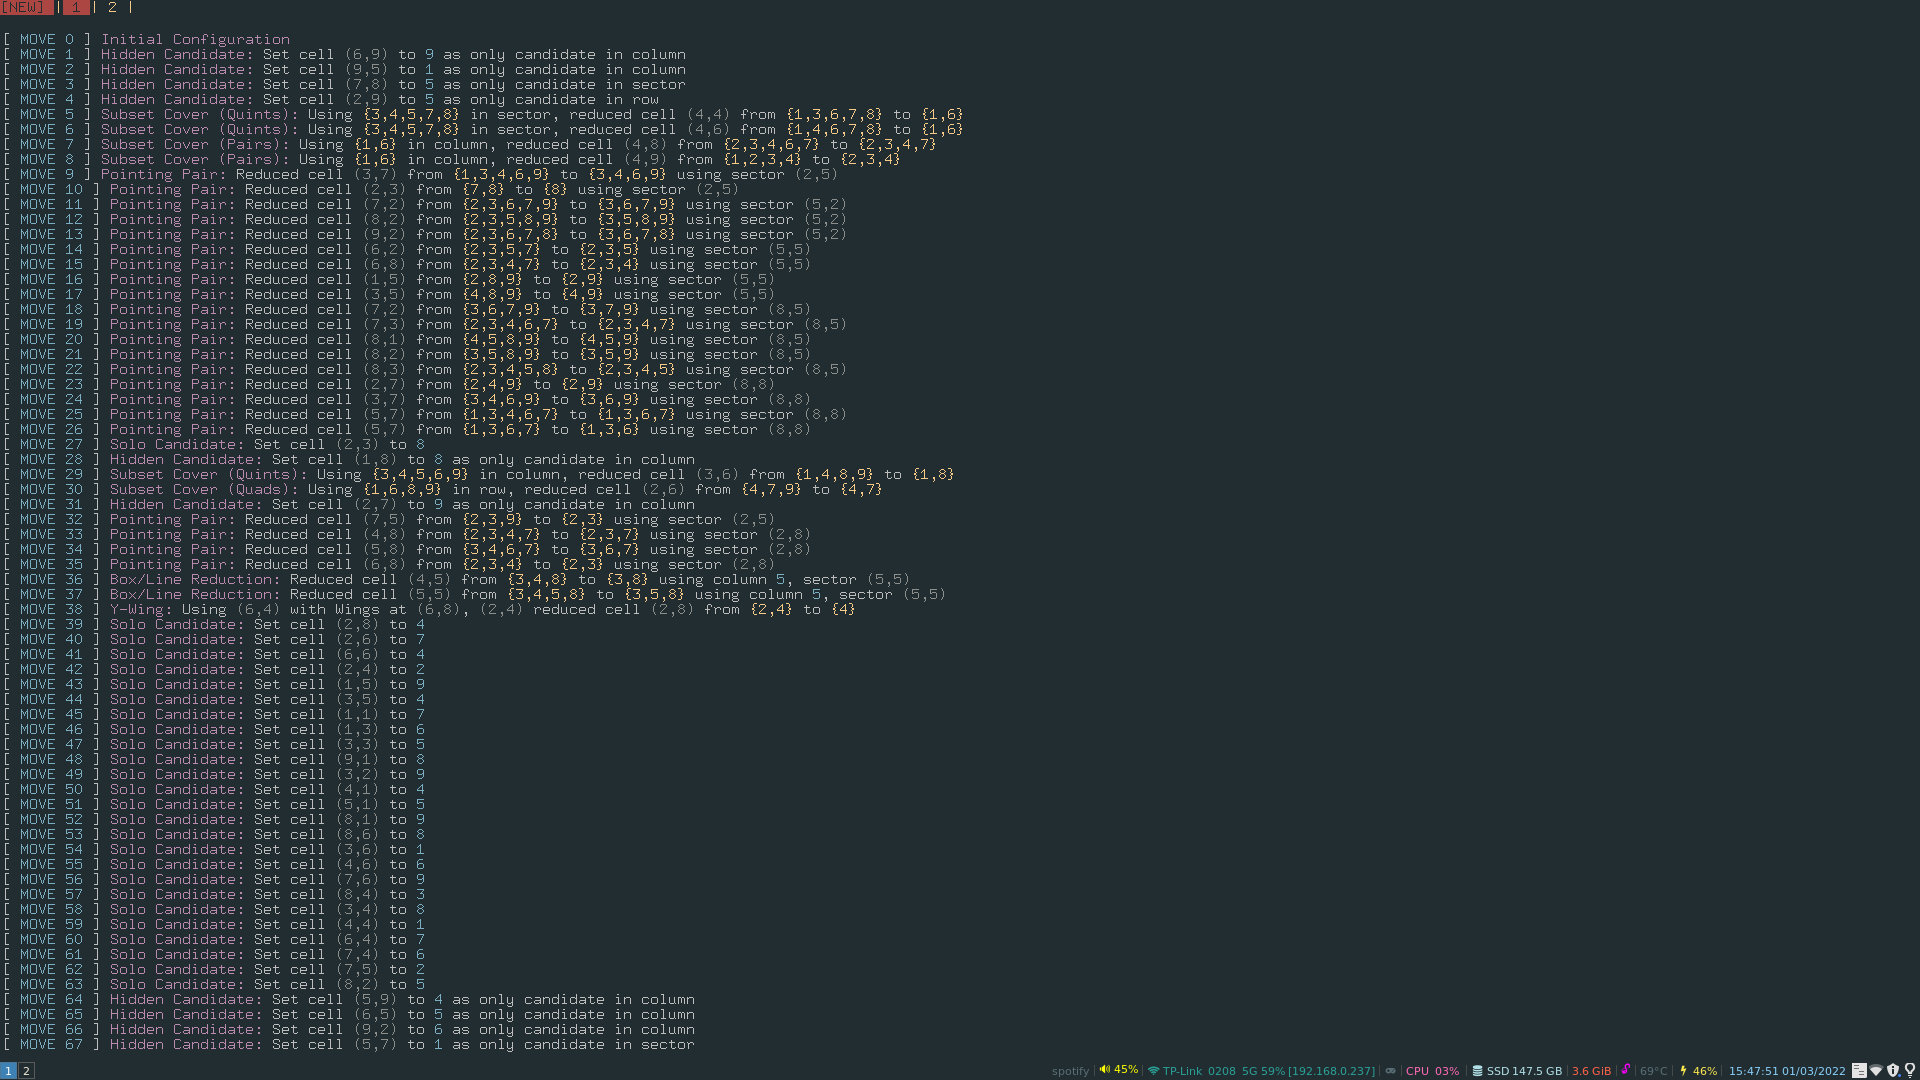 [NEW] | 1 | 2 |
[ MOVE 0 ] Initial Configuration
[ MOVE 1 ] Hidden Candidate: Set cell (6,9) to 9 as only candidate in column
[ MOVE 2 ] Hidden Candidate: Set cell (9,5) to 1 as only candidate in column
[ MOVE 3 ] Hidden Candidate: Set cell (7,8) to 5 as only candidate in sector
[ MOVE 4 ] Hidden Candidate: Set cell (2,9) to 5 as only candidate in row
[ MOVE 5 ] Subset Cover (Quints): Using {3,4,5,7,8} in sector, reduced cell (4,4) from {1,3,6,7,8} to {1,6}
[ MOVE 6 ] Subset Cover (Quints): Using {3,4,5,7,8} in sector, reduced cell (4,6) from {1,4,6,7,8} to {1,6}
[ MOVE 7 ] Subset Cover (Pairs): Using {1,6} in column, reduced cell (4,8) from {2,3,4,6,7} to {2,3,4,7}
[ MOVE 8 ] Subset Cover (Pairs): Using {1,6} in column, reduced cell (4,9) from {1,2,3,4} to {2,3,4}
[ MOVE 9 ] Pointing Pair: Reduced cell (3,7) from {1,3,4,6,9} to {3,4,6,9} using sector (2,5)
[ MOVE 10 ] Pointing Pair: Reduced cell (2,3) from {7,8} to {8} using sector (2,5)
[ MOVE 11 ] Pointing Pair: Reduced cell (7,2) from {2,3,6,7,9} to {3,6,7,9} using sector (5,2)
[ MOVE 12 ] Pointing Pair: Reduced cell (8,2) from {2,3,5,8,9} to {3,5,8,9} using sector (5,2)
[ MOVE 13 ] Pointing Pair: Reduced cell (9,2) from {2,3,6,7,8} to {3,6,7,8} using sector (5,2)
[ MOVE 14 ] Pointing Pair: Reduced cell (6,2) from {2,3,5,7} to {2,3,5} using sector (5,5)
[ MOVE 15 ] Pointing Pair: Reduced cell (6,8) from {2,3,4,7} to {2,3,4} using sector (5,5)
[ MOVE 16 ] Pointing Pair: Reduced cell (1,5) from {2,8,9} to {2,9} using sector (5,5)
[ MOVE 17 ] Pointing Pair: Reduced cell (3,5) from {4,8,9} to {4,9} using sector (5,5)
[ MOVE 18 ] Pointing Pair: Reduced cell (7,2) from {3,6,7,9} to {3,7,9} using sector (8,5)
[ MOVE 19 ] Pointing Pair: Reduced cell (7,3) from {2,3,4,6,7} to {2,3,4,7} using sector (8,5)
[ MOVE 20 ] Pointing Pair: Reduced cell (8,1) from {4,5,8,9} to {4,5,9} using sector (8,5)
[ MOVE 21 ] Pointing Pair: Reduced cell (8,2) from {3,5,8,9} to {3,5,9} using sector (8,5)
[ MOVE 22 ] Pointing Pair: Reduced cell (8,3) from {2,3,4,5,8} to {2,3,4,5} using sector (8,5)
[ MOVE 23 ] Pointing Pair: Reduced cell (2,7) from {2,4,9} to {2,9} using sector (8,8)
[ MOVE 24 ] Pointing Pair: Reduced cell (3,7) from {3,4,6,9} to {3,6,9} using sector (8,8)
[ MOVE 25 ] Pointing Pair: Reduced cell (5,7) from {1,3,4,6,7} to {1,3,6,7} using sector (8,8)
[ MOVE 26 ] Pointing Pair: Reduced cell (5,7) from {1,3,6,7} to {1,3,6} using sector (8,8)
[ MOVE 27 ] Solo Candidate: Set cell (2,3) to 8
[ MOVE 28 ] Hidden Candidate: Set cell (1,8) to 8 as only candidate in column
[ MOVE 29 ] Subset Cover (Quints): Using {3,4,5,6,9} in column, reduced cell (3,6) from {1,4,8,9} to {1,8}
[ MOVE 30 ] Subset Cover (Quads): Using {1,6,8,9} in row, reduced cell (2,6) from {4,7,9} to {4,7}
[ MOVE 31 ] Hidden Candidate: Set cell (2,7) to 9 as only candidate in column
[ MOVE 32 ] Pointing Pair: Reduced cell (7,5) from {2,3,9} to {2,3} using sector (2,5)
[ MOVE 33 ] Pointing Pair: Reduced cell (4,8) from {2,3,4,7} to {2,3,7} using sector (2,8)
[ MOVE 34 ] Pointing Pair: Reduced cell (5,8) from {3,4,6,7} to {3,6,7} using sector (2,8)
[ MOVE 35 ] Pointing Pair: Reduced cell (6,8) from {2,3,4} to {2,3} using sector (2,8)
[ MOVE 36 ] Box/Line Reduction: Reduced cell (4,5) from {3,4,8} to {3,8} using column 5, sector (5,5)
[ MOVE 37 ] Box/Line Reduction: Reduced cell (5,5) from {3,4,5,8} to {3,5,8} using column 5, sector (5,5)
[ MOVE 38 ] Y-Wing: Using (6,4) with Wings at (6,8), (2,4) reduced cell (2,8) from {2,4} to {4}
[ MOVE 39 ] Solo Candidate: Set cell (2,8) to 4
[ MOVE 40 ] Solo Candidate: Set cell (2,6) to 7
[ MOVE 41 ] Solo Candidate: Set cell (6,6) to 4
[ MOVE 42 ] Solo Candidate: Set cell (2,4) to 2
[ MOVE 43 ] Solo Candidate: Set cell (1,5) to 9
[ MOVE 44 ] Solo Candidate: Set cell (3,5) to 4
[ MOVE 45 ] Solo Candidate: Set cell (1,1) to 7
[ MOVE 46 ] Solo Candidate: Set cell (1,3) to 6
[ MOVE 47 ] Solo Candidate: Set cell (3,3) to 5
[ MOVE 48 ] Solo Candidate: Set cell (9,1) to 8
[ MOVE 49 ] Solo Candidate: Set cell (3,2) to 9
[ MOVE 50 ] Solo Candidate: Set cell (4,1) to 4
[ MOVE 51 ] Solo Candidate: Set cell (5,1) to 5
[ MOVE 52 ] Solo Candidate: Set cell (8,1) to 9
[ MOVE 53 ] Solo Candidate: Set cell (8,6) to 8
[ MOVE 54 ] Solo Candidate: Set cell (3,6) to 1
[ MOVE 55 ] Solo Candidate: Set cell (4,6) to 6
[ MOVE 56 ] Solo Candidate: Set cell (7,6) to 9
[ MOVE 57 ] Solo Candidate: Set cell (8,4) to 3
[ MOVE 58 ] Solo Candidate: Set cell (3,4) to 8
[ MOVE 59 ] Solo Candidate: Set cell (4,4) to 1
[ MOVE 60 ] Solo Candidate: Set cell (6,4) to 7
[ MOVE 61 ] Solo Candidate: Set cell (7,4) to 6
[ MOVE 62 ] Solo Candidate: Set cell (7,5) to 2
[ MOVE 63 ] Solo Candidate: Set cell (8,2) to 5
[ MOVE 64 ] Hidden Candidate: Set cell (5,9) to 4 as only candidate in column
[ MOVE 65 ] Hidden Candidate: Set cell (6,5) to 5 as only candidate in column
[ MOVE 66 ] Hidden Candidate: Set cell (9,2) to 6 as only candidate in column
[ MOVE 67 ] Hidden Candidate: Set cell (5,7) to 1 as only candidate in sector
1 2 spotify | 45% | TP-Link_0208_5G 59% [192.168.0.237] | CPU 03% | SSD 147.5 GB | 3.6 GiB | 69°C | 46% | 15:47:51 01/03/2022